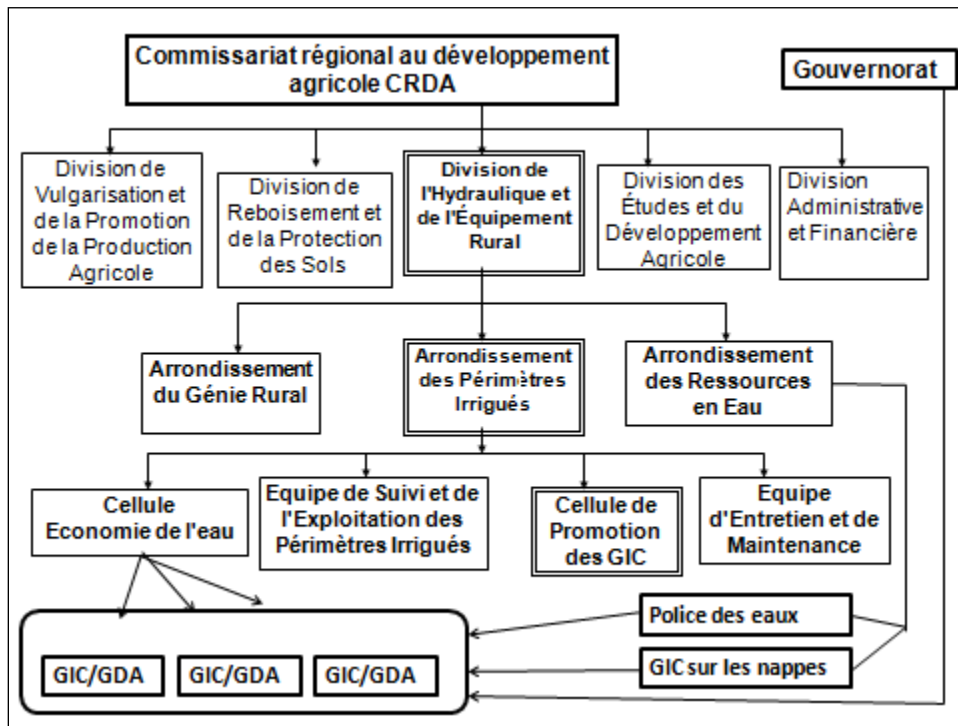 Commissariat régional au développement
agricole CRDA
Gouvernorat
Division de
Vulgarisation et
de la Promotion
de la Production
Agricole
Division de
Reboisement et
de la Protection
des Sols
Division de
l'Hydraulique et
de l'Équipement
Rural
Division des
Études et du
Développement
Agricole
Division
Administrative
et Financière
Arrondissement
du Génie Rural
Arrondissement
des Périmètres
Irrigués
Arrondissement
des Ressources
en Eau
Cellule
Economie de l'eau
Equipe de Suivi et de
l'Exploitation des
Périmètres Irrigués
Cellule de
Promotion
des GIC
Equipe
d'Entretien et de
Maintenance
Police des eaux
GIC sur les nappes
GIC/GDA
GIC/GDA
GIC/GDA